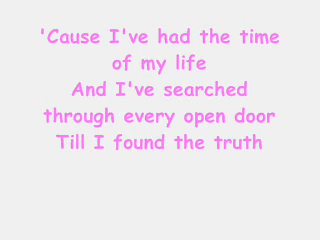 'Cause I've had the time
of my life
And I've searched
through every open door
Till I found the truth